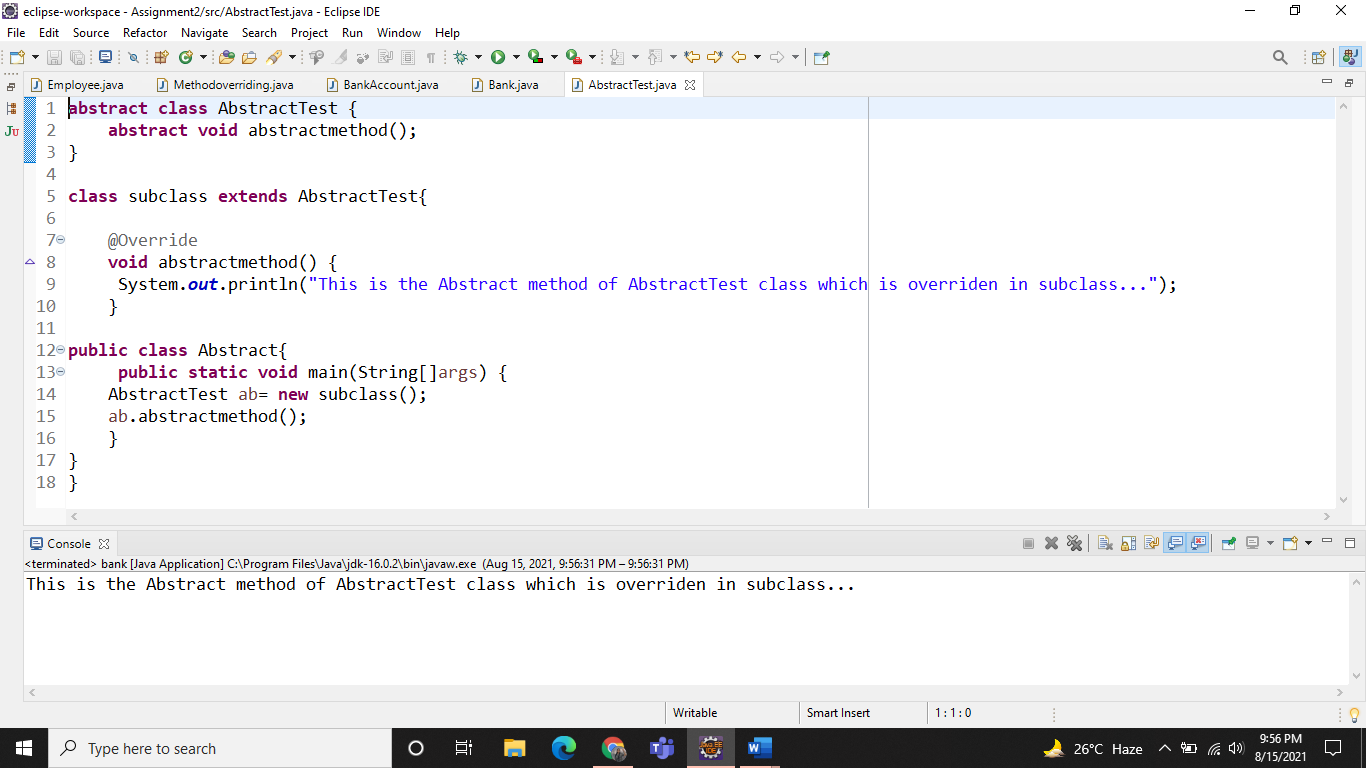 eclipse-workspace - Assignment2/src/AbstractTest.java - Eclipse IDE
File Edit Source Refactor Navigate Search Project Run Window Help
Employee.java Methodoverriding.java BankAccount.java Bank.java AbstractTest.java
1 abstract class AbstractTest {
2 abstract void abstractmethod();
3 }
4
5 class subclass extends AbstractTest{
6
7 @Override
8 void abstractmethod() {
9 System.out.println("This is the Abstract method of AbstractTest class which is overriden in subclass...");
10 }
11
12 public class Abstract{
13 public static void main(String[]args) {
14 AbstractTest ab= new subclass();
15 ab.abstractmethod();
16 }
17 }
18 }
Console
<terminated> bank [Java Application] C:\Program Files\Java\jdk-16.0.2\bin\javaw.exe (Aug 15, 2021, 9:56:31 PM – 9:56:31 PM)
This is the Abstract method of AbstractTest class which is overriden in subclass...
Writable Smart Insert 1 : 1 : 0
Type here to search
26°C Haze
9:56 PM
8/15/2021